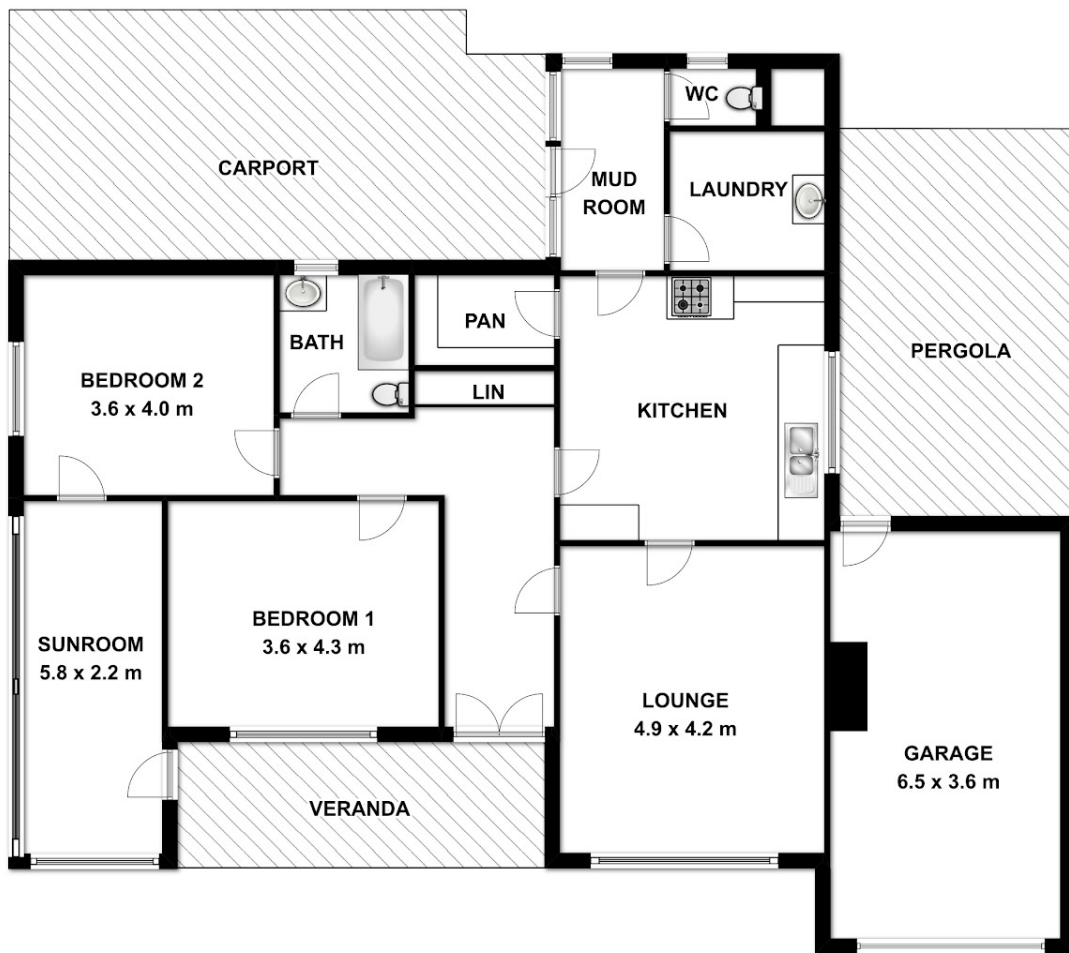 WC
CARPORT
MUD
ROOM
LAUNDRY
PAN
BATH
PERGOLA
BEDROOM 2
3.6 x 4.0 m
LIN
KITCHEN
BEDROOM 1
3.6 x 4.3 m
SUNROOM
5.8 x 2.2 m
LOUNGE
4.9 x 4.2 m
GARAGE
6.5 x 3.6 m
VERANDA